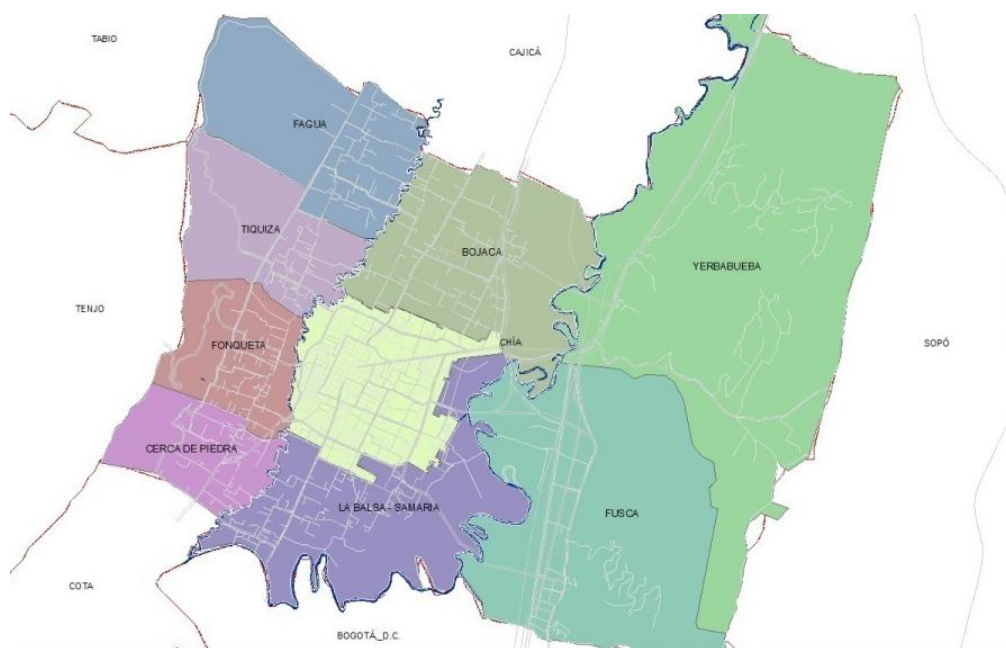 TABIO
CAJICÁ
FAGUA
TIQUIZA
BOJACA
YERBABUEBA
TENJO
FONQUETA
CHÍA
SOPÓ
CERCA DE PIEDRA
LA BALSA - SAMARIA
FUSCA
COTA
BOGOTÁ_D.C.